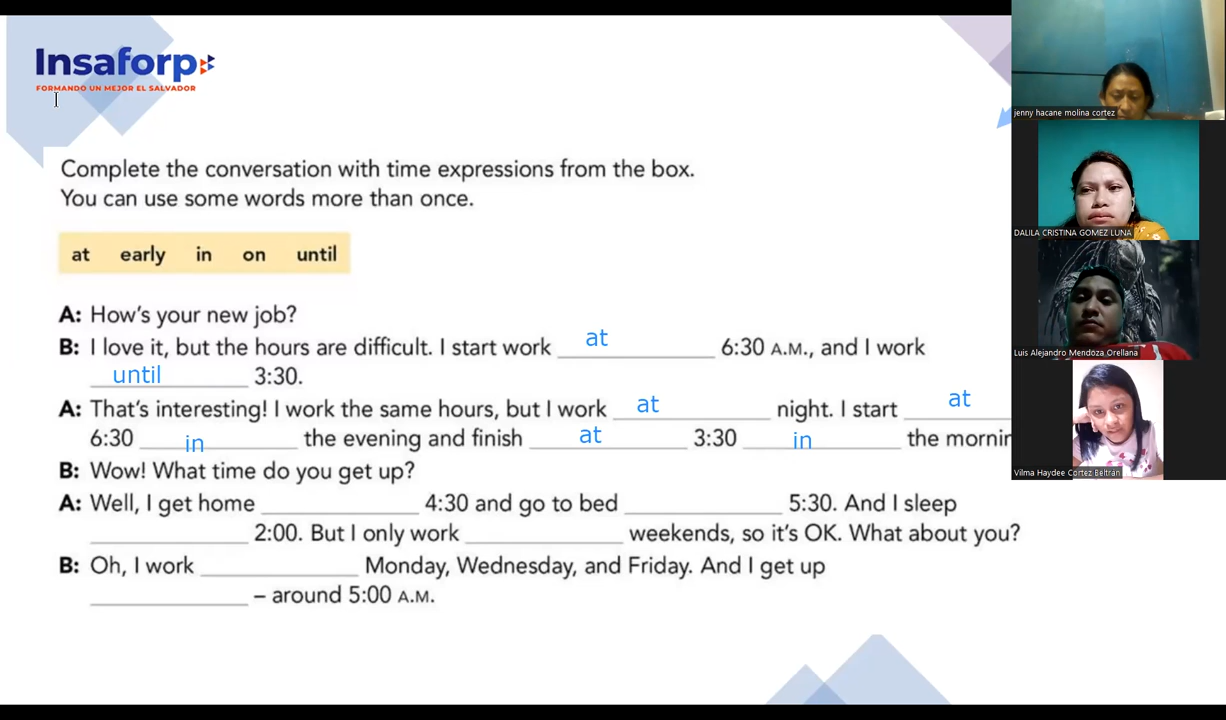 Insaforp
FORMANDO UN MEJOR EL SALVADOR
Complete the conversation with time expressions from the box.
You can use some words more than once.
at early in on until
A: How's your new job?
B: I love it, but the hours are difficult. I start work at 6:30 A.M., and I work
until 3:30.
A: That's interesting! I work the same hours, but I work at night. I start at
6:30 in the evening and finish at 3:30 in the mornin
B: Wow! What time do you get up?
A: Well, I get home 4:30 and go to bed 5:30. And I sleep
2:00. But I only work weekends, so it's OK. What about you?
B: Oh, I work Monday, Wednesday, and Friday. And I get up
– around 5:00 A.M.
jenny hacane molina cortez
DALILA CRISTINA GOMEZ LUNA
Luis Alejandro Mendoza Orellana
Vilma Haydee Cortez Beltrán